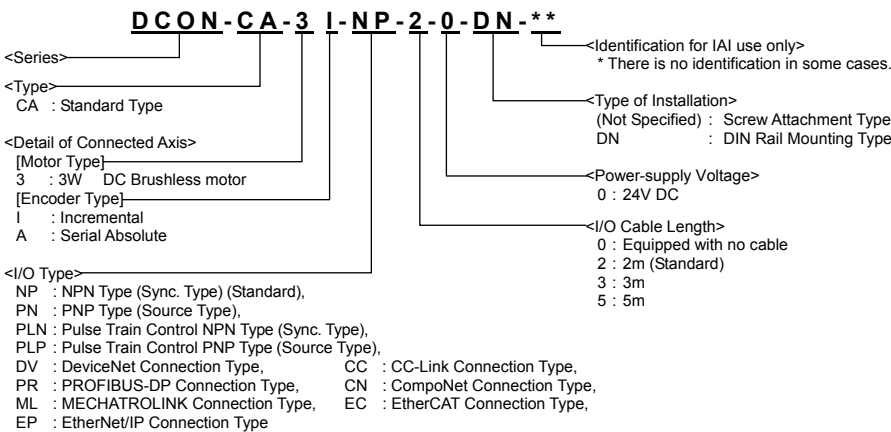 DCON-CA-3I-NP-2-0-DN-**
<Series>
<Type>
CA : Standard Type
<Detail of Connected Axis>
[Motor Type]
3 : 3W DC Brushless motor
[Encoder Type]
I : Incremental
A : Serial Absolute
<I/O Type>
NP : NPN Type (Sync. Type) (Standard),
PN : PNP Type (Source Type),
PLN : Pulse Train Control NPN Type (Sync. Type),
PLP : Pulse Train Control PNP Type (Source Type),
DV : DeviceNet Connection Type, CC : CC-Link Connection Type,
PR : PROFIBUS-DP Connection Type, CN : CompoNet Connection Type,
ML : MECHATROLINK Connection Type, EC : EtherCAT Connection Type,
EP : EtherNet/IP Connection Type
<Identification for IAI use only>
* There is no identification in some cases.
<Type of Installation>
(Not Specified) : Screw Attachment Type
DN : DIN Rail Mounting Type
<Power-supply Voltage>
0 : 24V DC
<I/O Cable Length>
0 : Equipped with no cable
2 : 2m (Standard)
3 : 3m
5 : 5m